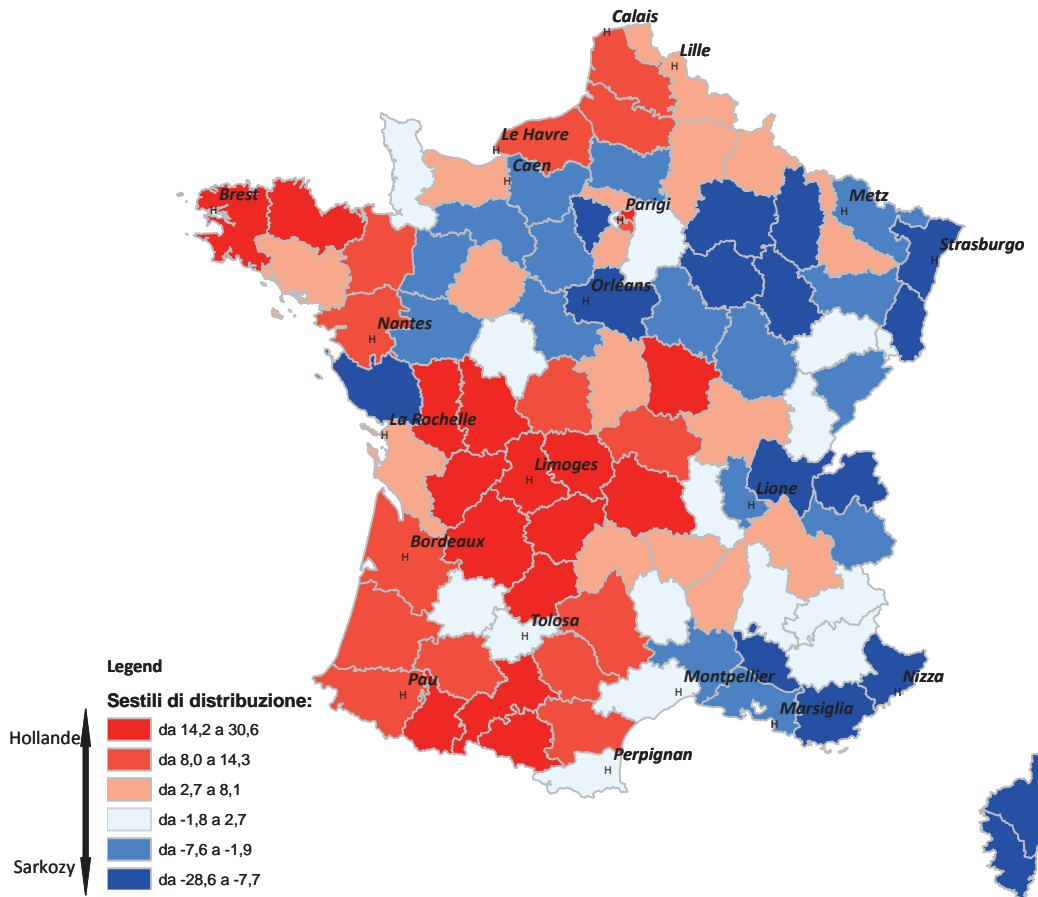 Calais
H
Lille
H
Le Havre
H
Caen
H
Brest
H
Parigi
H
Metz
H
Strasburgo
H
Orléans
H
Nantes
H
La Rochelle
H
Limoges
H
Lione
H
Bordeaux
H
Tolosa
H
Pau
H
Montpellier
H
Nizza
H
Marsiglia
H
Perpignan
H
Legend
Sestili di distribuzione:
Hollande
da 14,2 a 30,6
da 8,0 a 14,3
da 2,7 a 8,1
da -1,8 a 2,7
da -7,6 a -1,9
da -28,6 a -7,7
Sarkozy